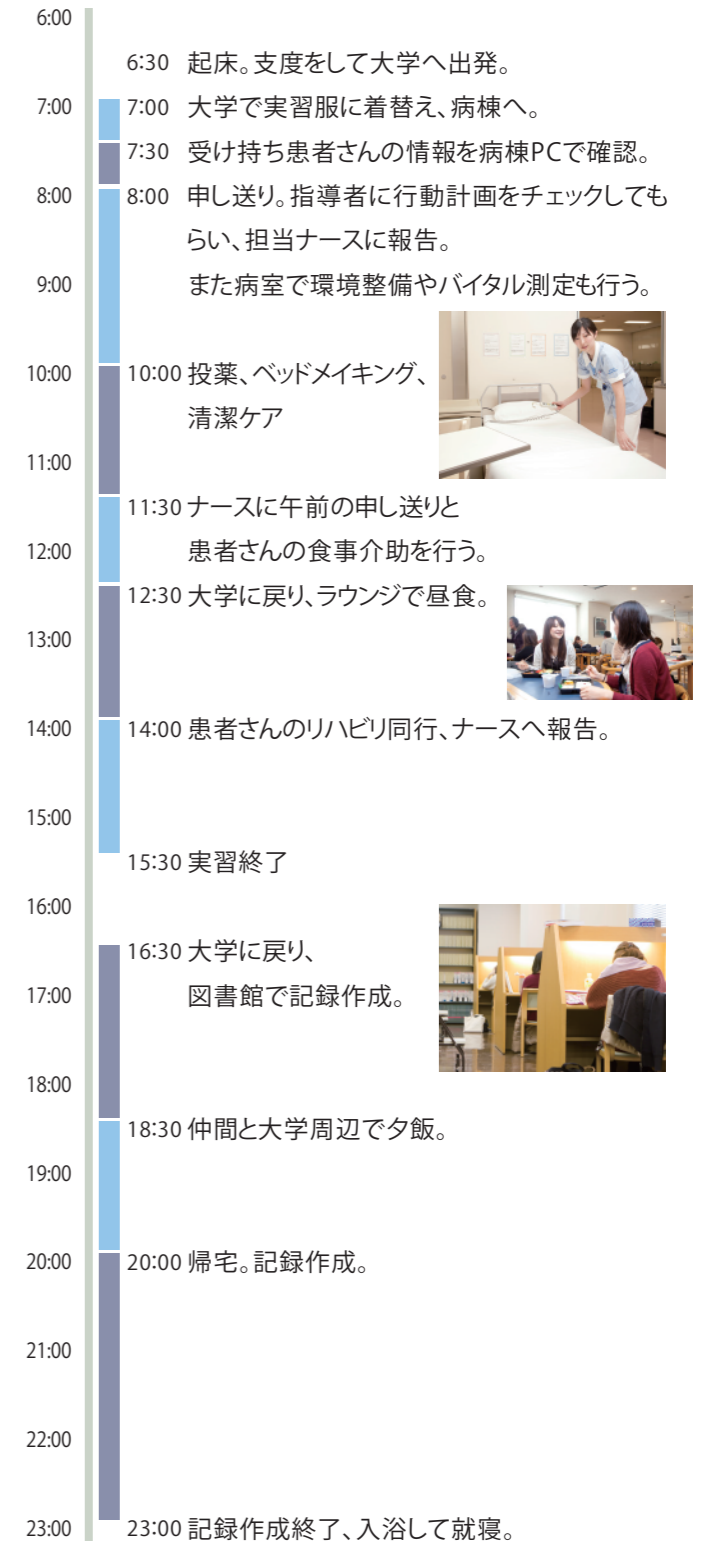 6:00
6:30 起床。支度をして大学へ出発。
7:00 7:00 大学で実習服に着替え、病棟へ。
7:30 受け持ち患者さんの情報を病棟PCで確認。
8:00 8:00 申し送り。指導者に行動計画をチェックしても
らい、担当ナースに報告。
9:00 また病室で環境整備やバイタル測定も行う。
10:00 10:00 投薬、ベッドメイキング、
清潔ケア
11:00
11:30 ナースに午前の申し送りと
12:00 患者さんの食事介助を行う。
12:30 大学に戻り、ラウンジで昼食。
13:00
14:00 14:00 患者さんのリハビリ同行、ナースへ報告。
15:00
15:30 実習終了
16:00
16:30 大学に戻り、
17:00 図書館で記録作成。
18:00
18:30 仲間と大学周辺で夕飯。
19:00
20:00 20:00 帰宅。記録作成。
21:00
22:00
23:00 23:00 記録作成終了、入浴して就寝。